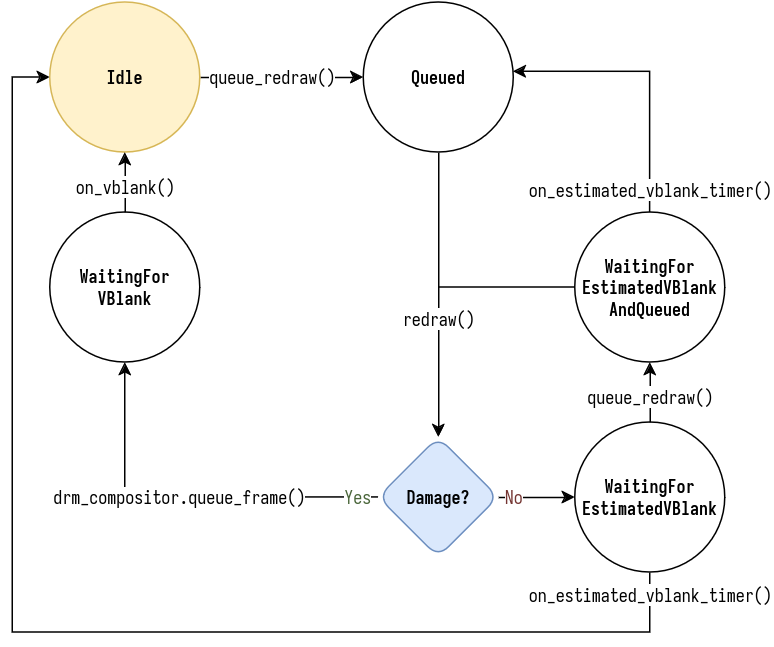 Idle
queue_redraw()
Queued
on_vblank()
on_estimated_vblank_timer()
WaitingFor
VBlank
WaitingFor
EstimatedVBlank
AndQueued
redraw()
queue_redraw()
drm_compositor.queue_frame()
Yes
Damage?
No
WaitingFor
EstimatedVBlank
on_estimated_vblank_timer()